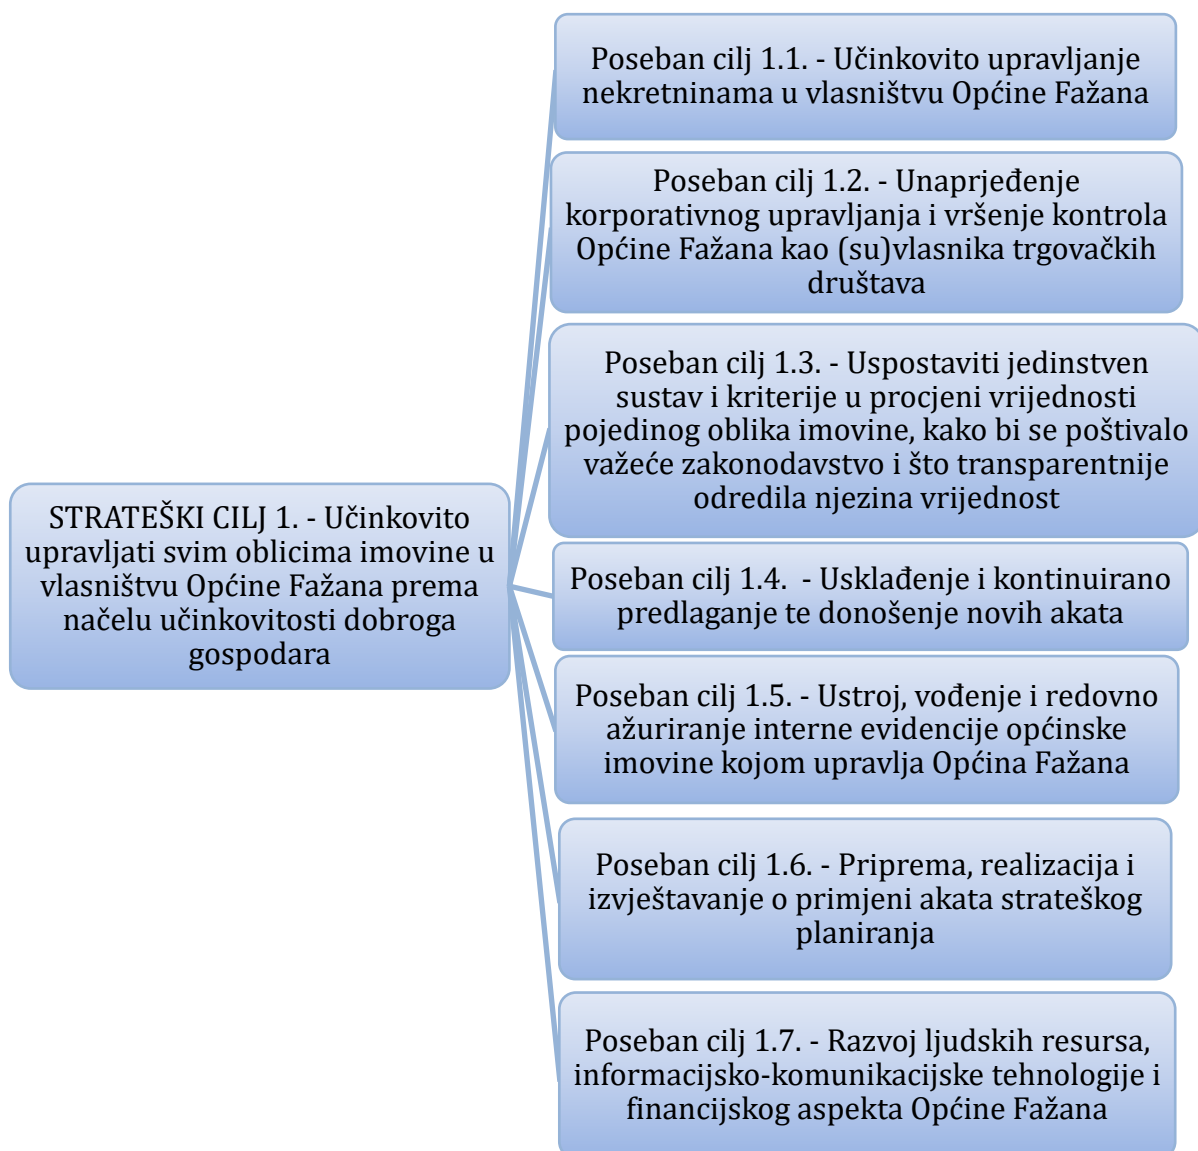 Poseban cilj 1.1. - Učinkovito upravljanje
nekretninama u vlasništvu Općine Fažana
Poseban cilj 1.2. - Unaprjeđenje
korporativnog upravljanja i vršenje kontrola
Općine Fažana kao (su)vlasnika trgovačkih
društava
Poseban cilj 1.3. - Uspostaviti jedinstven
sustav i kriterije u procjeni vrijednosti
pojedinog oblika imovine, kako bi se poštivalo
važeće zakonodavstvo i što transparentnije
odredila njezina vrijednost
STRATEŠKI CILJ 1. - Učinkovito
upravljati svim oblicima imovine u
vlasništvu Općine Fažana prema
načelu učinkovitosti dobroga
gospodara
Poseban cilj 1.4.  - Usklađenje i kontinuirano
predlaganje te donošenje novih akata
Poseban cilj 1.5. - Ustroj, vođenje i redovno
ažuriranje interne evidencije općinske
imovine kojom upravlja Općina Fažana
Poseban cilj 1.6. - Priprema, realizacija i
izvještavanje o primjeni akata strateškog
planiranja
Poseban cilj 1.7. - Razvoj ljudskih resursa,
informacijsko-komunikacijske tehnologije i
financijskog aspekta Općine Fažana